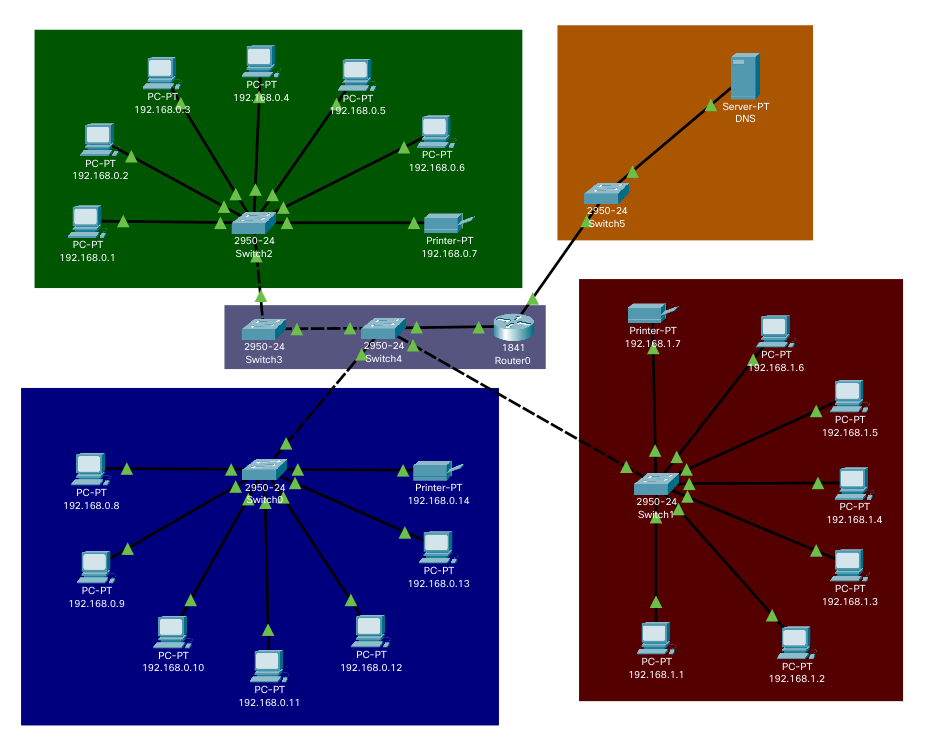 PC-PT
192.168.0.3
PC-PT
192.168.0.4
PC-PT
192.168.0.5
PC-PT
192.168.0.2
PC-PT
192.168.0.6
PC-PT
192.168.0.1
2950-24
Switch2
Printer-PT
192.168.0.7
Server-PT
DNS
2950-24
Switch5
2950-24
Switch3
2950-24
Switch4
1841
Router0
Printer-PT
192.168.1.7
PC-PT
192.168.1.6
PC-PT
192.168.1.5
PC-PT
192.168.1.4
2950-24
Switch1
PC-PT
192.168.1.3
PC-PT
192.168.1.1
PC-PT
192.168.1.2
PC-PT
192.168.0.8
2950-24
Switch0
Printer-PT
192.168.0.14
PC-PT
192.168.0.9
PC-PT
192.168.0.13
PC-PT
192.168.0.10
PC-PT
192.168.0.11
PC-PT
192.168.0.12